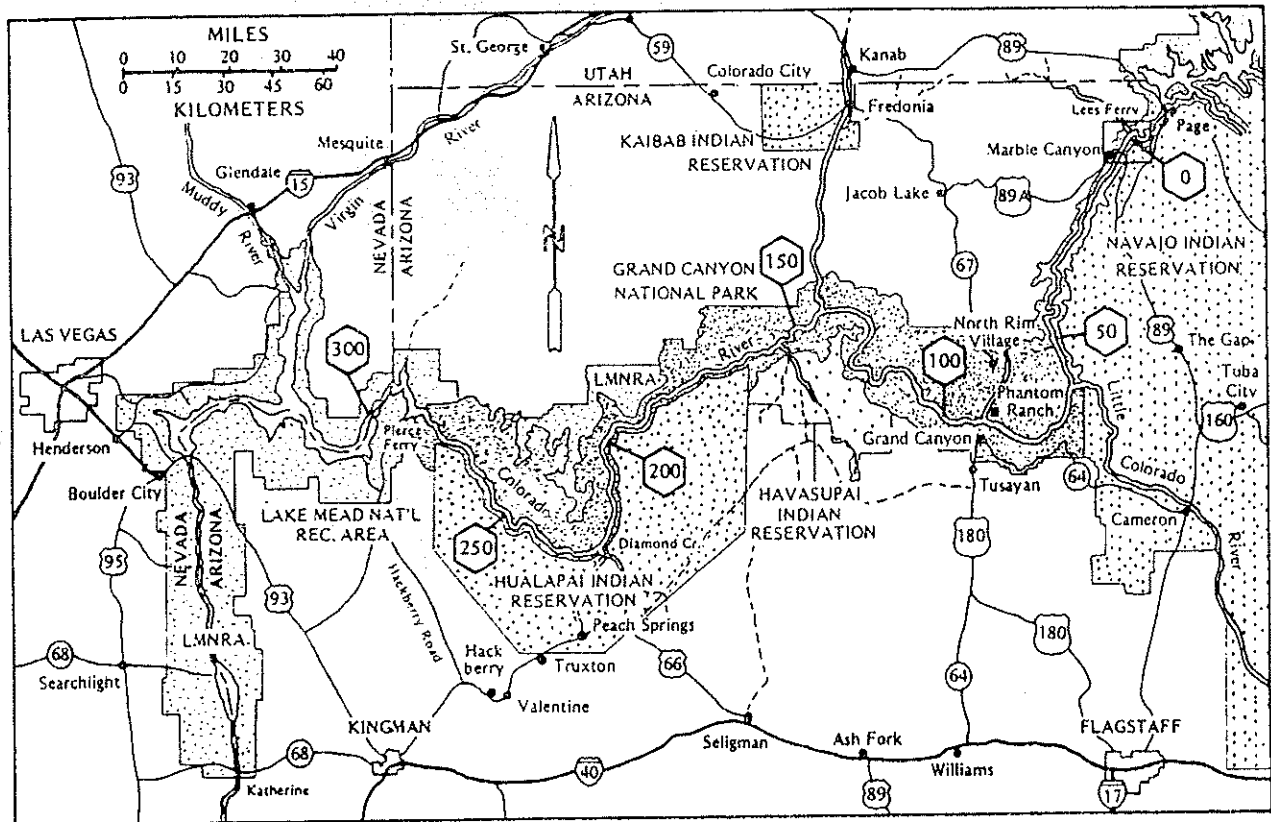 MILES
0 10 20 30 40
0 15 30 45 60
KILOMETERS
St. George
59
UTAH
ARIZONA
Colorado City
Kanab
89
Fredonia
KAIBAB INDIAN
RESERVATION
Lees Ferry
Page
Marble Canyon
0
Jacob Lake
89A
NAVAJO INDIAN
RESERVATION
93
Mesquite
River
Glendale
15
Muddy
River
Virgin
NEVADA
ARIZONA
N
GRAND CANYON
NATIONAL PARK
150
67
North Rim
Village
50
89
The Gap
Tuba
City
160
LAS VEGAS
300
LMNRA
River
100
Phantom
Ranch
Little
Colorado
River
Henderson
Boulder City
Pierce
Ferry
Colorado
200
Grand Canyon
Tusayan
64
Cameron
LAKE MEAD NAT'L
REC. AREA
250
Diamond Cr.
HAVASUPAI
INDIAN
RESERVATION
180
95
NEVADA
ARIZONA
93
Hackberry Road
HUALAPAI INDIAN
RESERVATION
Peach Springs
180
LMNRA
68
Searchlight
Hack
berry
Truxton
Valentine
66
64
KINGMAN
68
Katherine
40
Seligman
Ash Fork
89
Williams
FLAGSTAFF
17